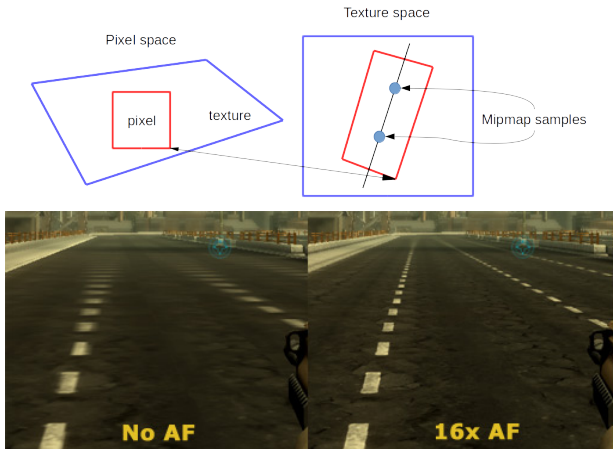 Texture space
Pixel space
pixel
texture
Mipmap samples
No AF
16x AF